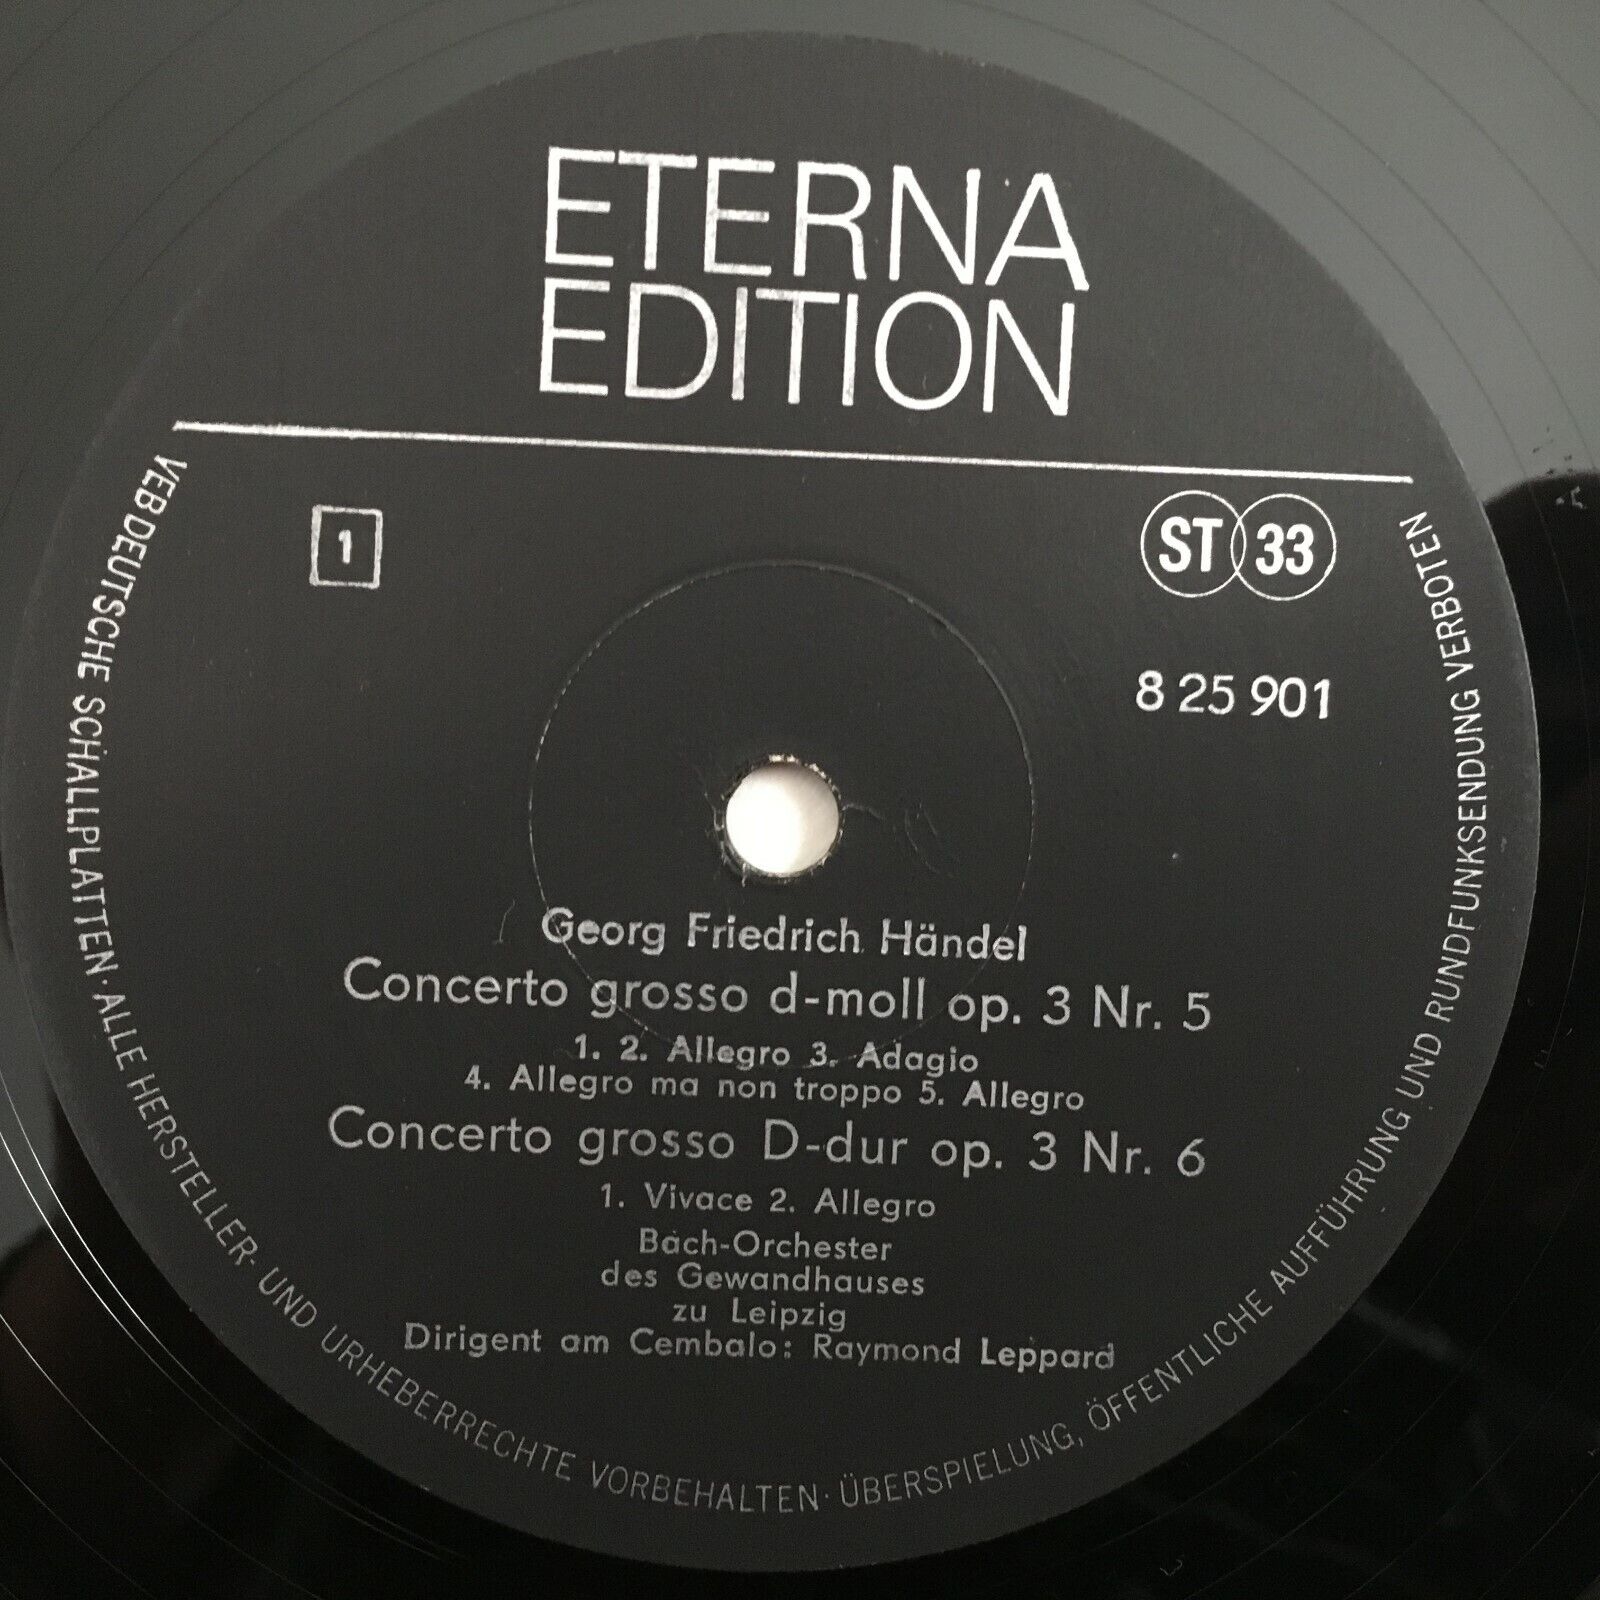 ETERNA
EDITION
1
ST 33
8 25 901
Georg Friedrich Händel
Concerto grosso d-moll op. 3 Nr. 5
1. 2. Allegro 3. Adagio
4. Allegro ma non troppo 5. Allegro
Concerto grosso D-dur op. 3 Nr. 6
1. Vivace 2. Allegro
Bach-Orchester
des Gewandhauses
zu Leipzig
Dirigent am Cembalo: Raymond Leppard
VEB DEUTSCHE SCHALLPLATTEN · ALLE HERSTELLER- UND URHEBERRECHTE VORBEHALTEN · ÜBERSPIELUNG, ÖFFENTLICHE AUFFÜHRUNG UND RUNDFUNKSENDUNG VERBOTEN